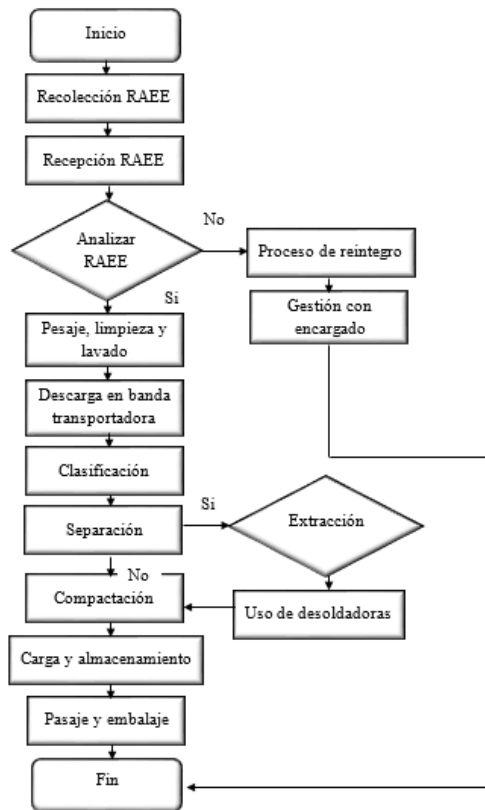 Inicio
Recolección RAEE
Recepción RAEE
No
Analizar
RAEE
Proceso de reintegro
Si
Gestión con
encargado
Pesaje, limpieza y
lavado
Descarga en banda
transportadora
Clasificación
Si
Extracción
Separación
No
Compactación
Uso de desoldadoras
Carga y almacenamiento
Pasaje y embalaje
Fin